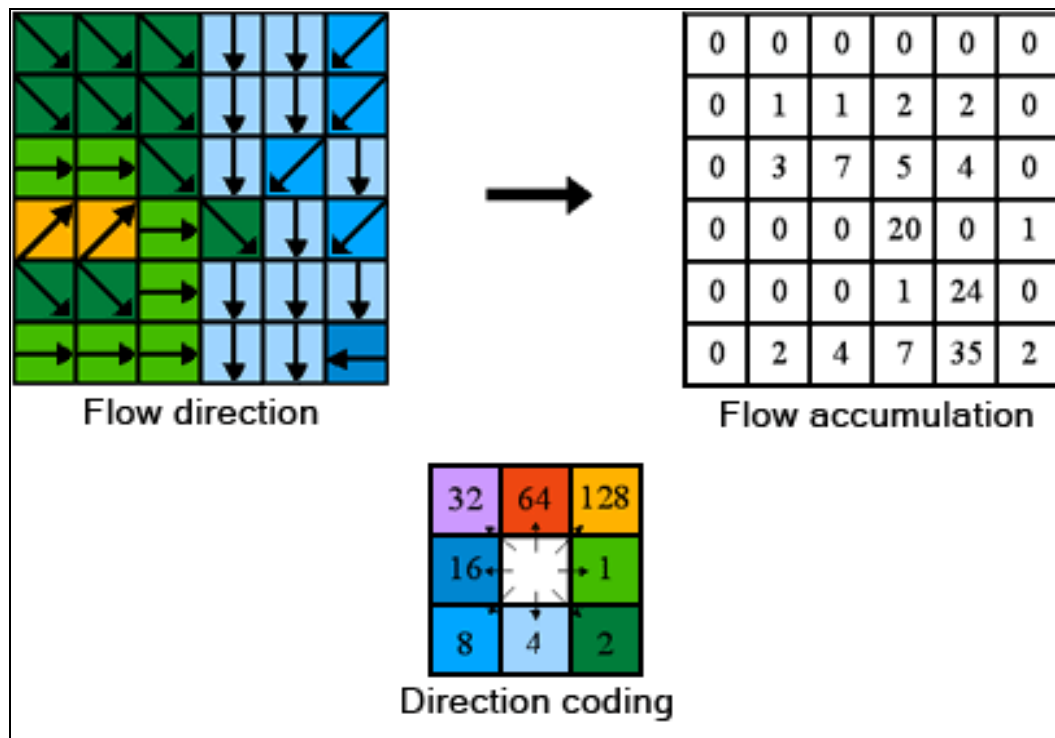 0 0 0 0 0 0
0 1 1 2 2 0
0 3 7 5 4 0
0 0 0 20 0 1
0 0 0 1 24 0
0 2 4 7 35 2
Flow direction
Flow accumulation
32 64 128
16 1
8 4 2
Direction coding